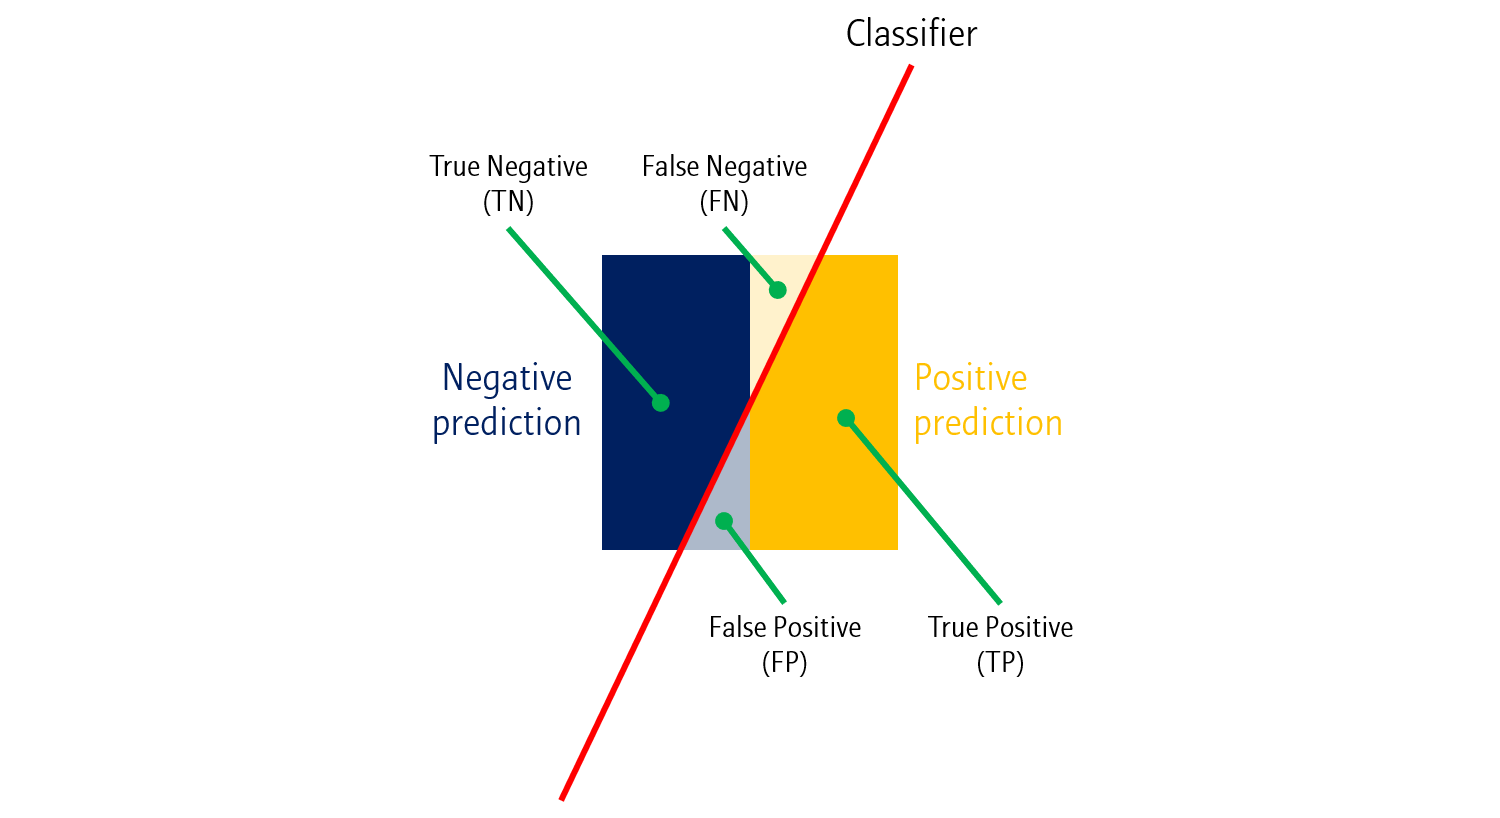 Classifier
True Negative
(TN)
False Negative
(FN)
Negative
prediction
Positive
prediction
False Positive
(FP)
True Positive
(TP)